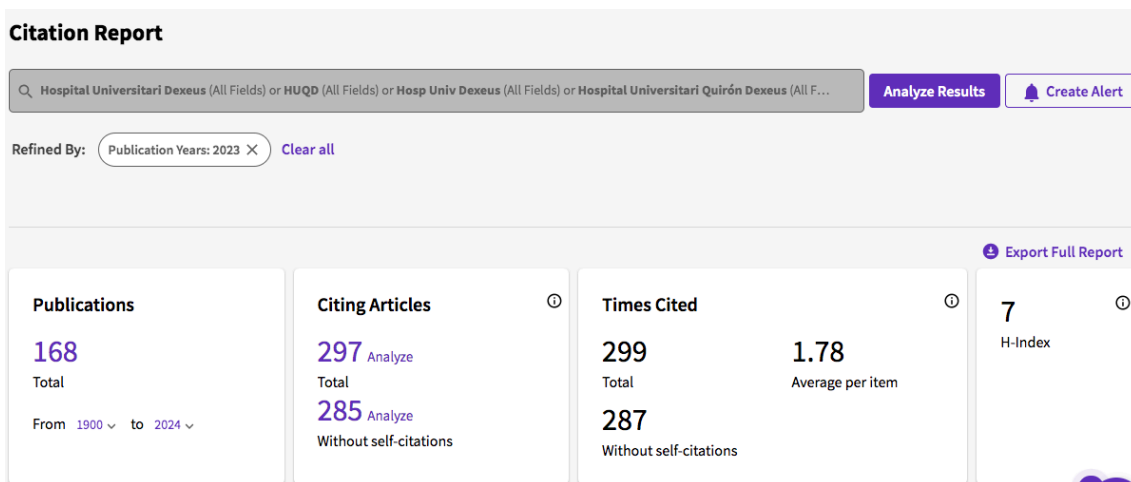 Citation Report
Hospital Universitari Dexeus (All Fields) or HUQD (All Fields) or Hosp Univ Dexeus (All Fields) or Hospital Universitari Quirón Dexeus (All F...
Analyze Results
Create Alert
Refined By:
Publication Years: 2023
Clear all
Export Full Report
Publications
168
Total
From 1900 to 2024
Citing Articles
297 Analyze
Total
285 Analyze
Without self-citations
Times Cited
299
Total
1.78
Average per item
287
Without self-citations
7
H-Index